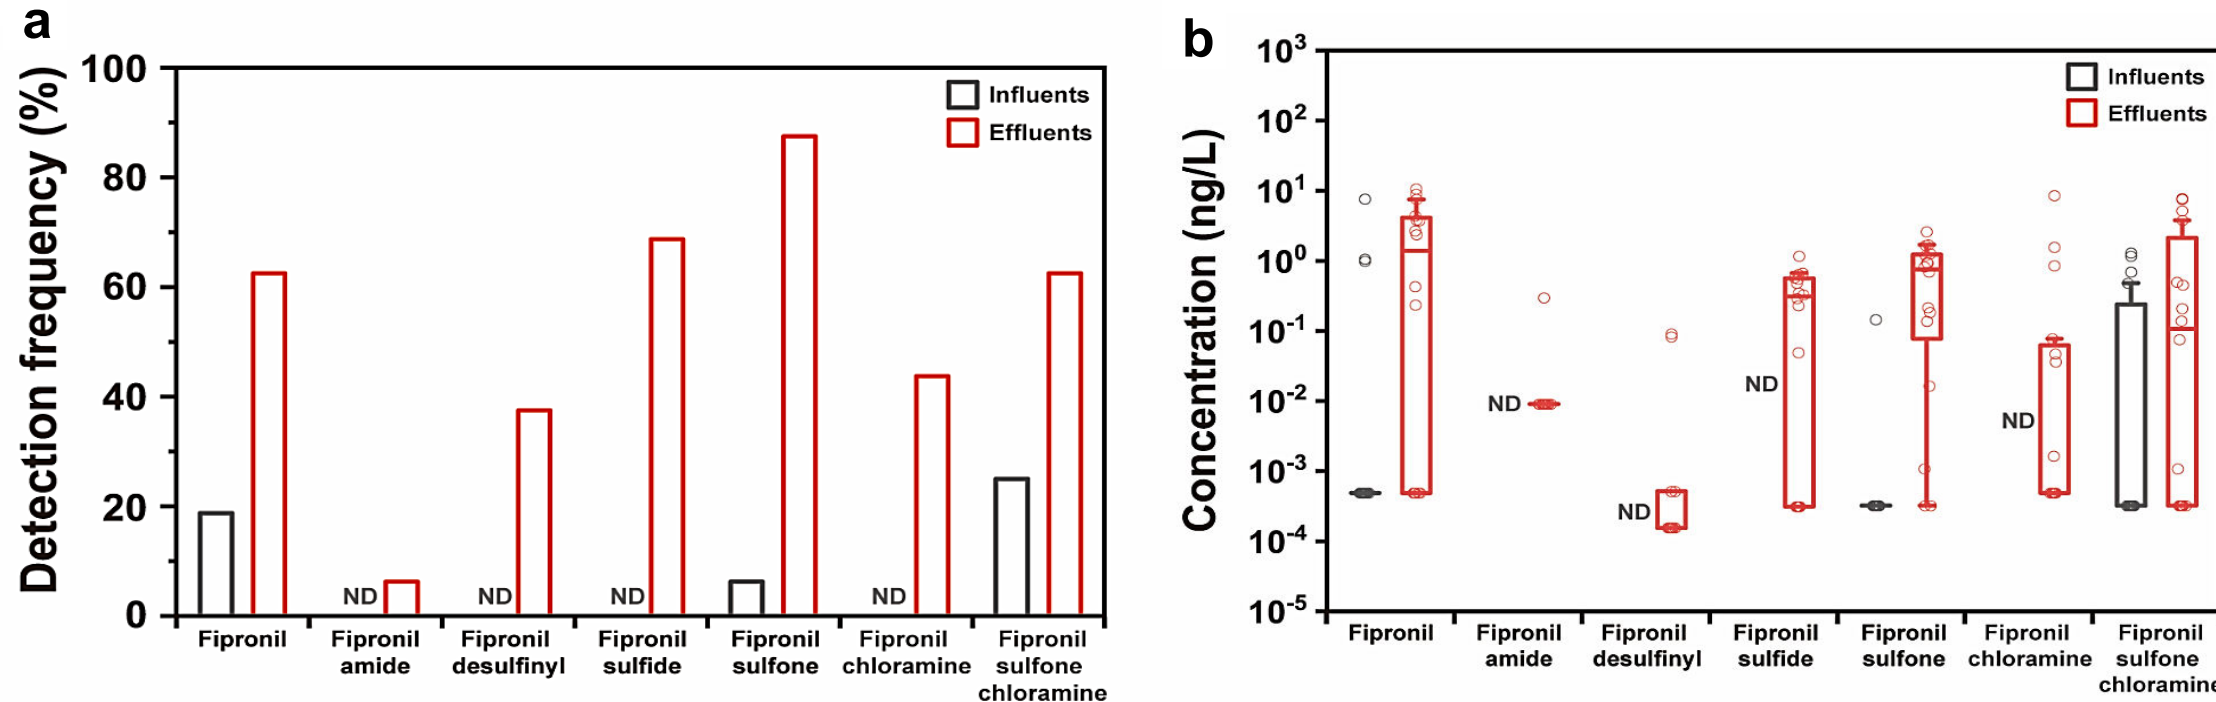 a
Detection frequency (%)
100
80
60
40
20
0
Influents
Effluents
ND
ND
ND
ND
Fipronil
Fipronil
amide
Fipronil
desulfinyl
Fipronil
sulfide
Fipronil
sulfone
Fipronil
chloramine
Fipronil
sulfone
chloramine
b
Concentration (ng/L)
10³
10²
10¹
10⁰
10⁻¹
10⁻²
10⁻³
10⁻⁴
10⁻⁵
Influents
Effluents
ND
ND
ND
ND
Fipronil
Fipronil
amide
Fipronil
desulfinyl
Fipronil
sulfide
Fipronil
sulfone
Fipronil
chloramine
Fipronil
sulfone
chloramine